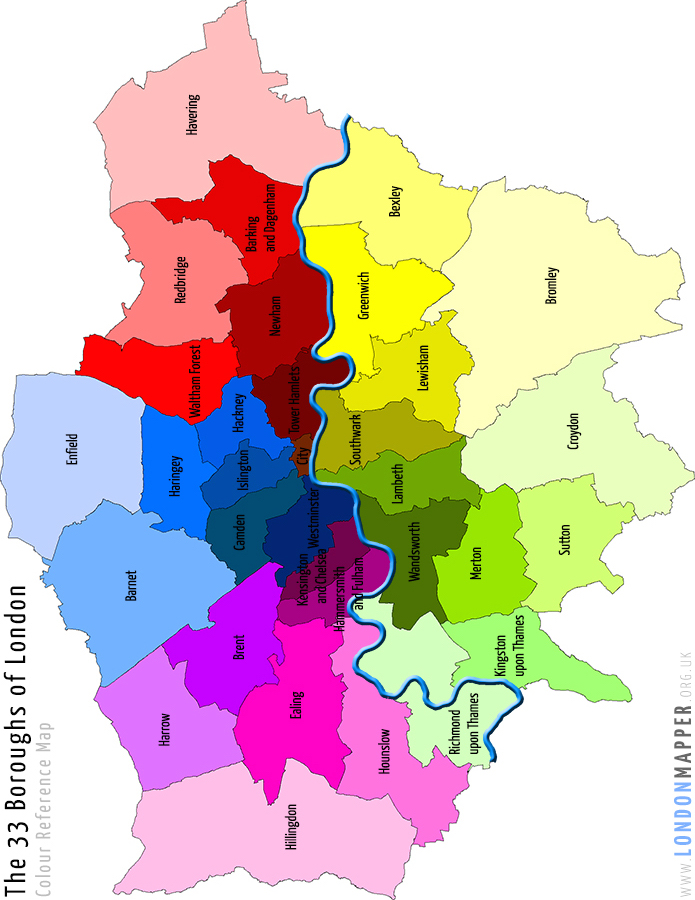 The 33 Boroughs of London
Colour Reference Map
Enfield
Barnet
Harrow
Haringey
Waltham Forest
Redbridge
Havering
Brent
Camden
Islington
Hackney
Barking
and Dagenham
Newham
Hillingdon
Ealing
Kensington
and Chelsea
Westminster
City
Tower Hamlets
Hammersmith
and Fulham
Hounslow
Richmond
upon Thames
Wandsworth
Lambeth
Southwark
Lewisham
Greenwich
Bexley
Kingston
upon Thames
Merton
Sutton
Croydon
Bromley
WWW.LONDONMAPPER.ORG.UK